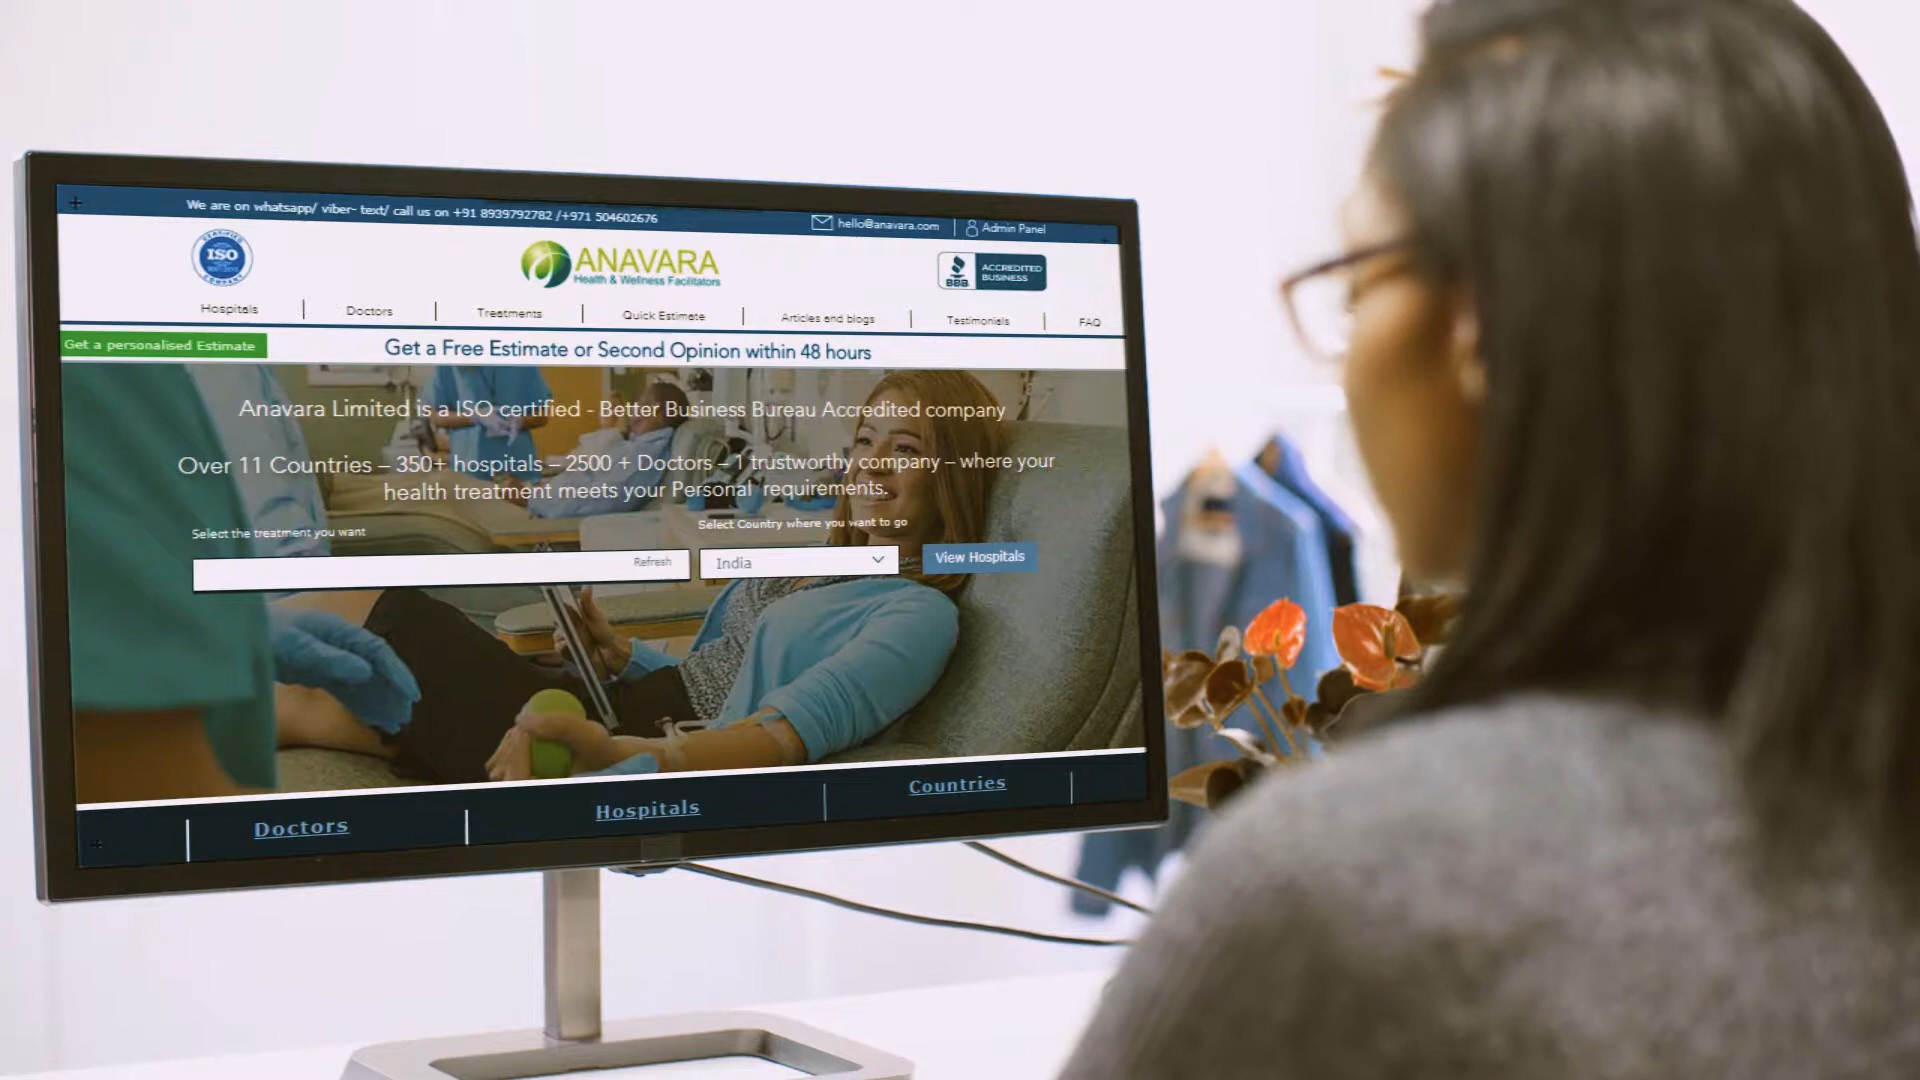 We are on whatsapp/ viber- text/ call us on +91 8939792782 /+971 504602676
hello@anavara.com
Admin Panel
CERTIFIED
ISO
COMPANY
ANAVARA
Health & Wellness Facilitators
BBB
ACCREDITED
BUSINESS
Hospitals
Doctors
Treatments
Quick Estimate
Articles and blogs
Testimonials
FAQ
Get a personalised Estimate
Get a Free Estimate or Second Opinion within 48 hours
Anavara Limited is a ISO certified - Better Business Bureau Accredited company
Over 11 Countries – 350+ hospitals – 2500 + Doctors – 1 trustworthy company – where your
health treatment meets your Personal requirements.
Select the treatment you want
Select Country where you want to go
Refresh
India
View Hospitals
Doctors
Hospitals
Countries